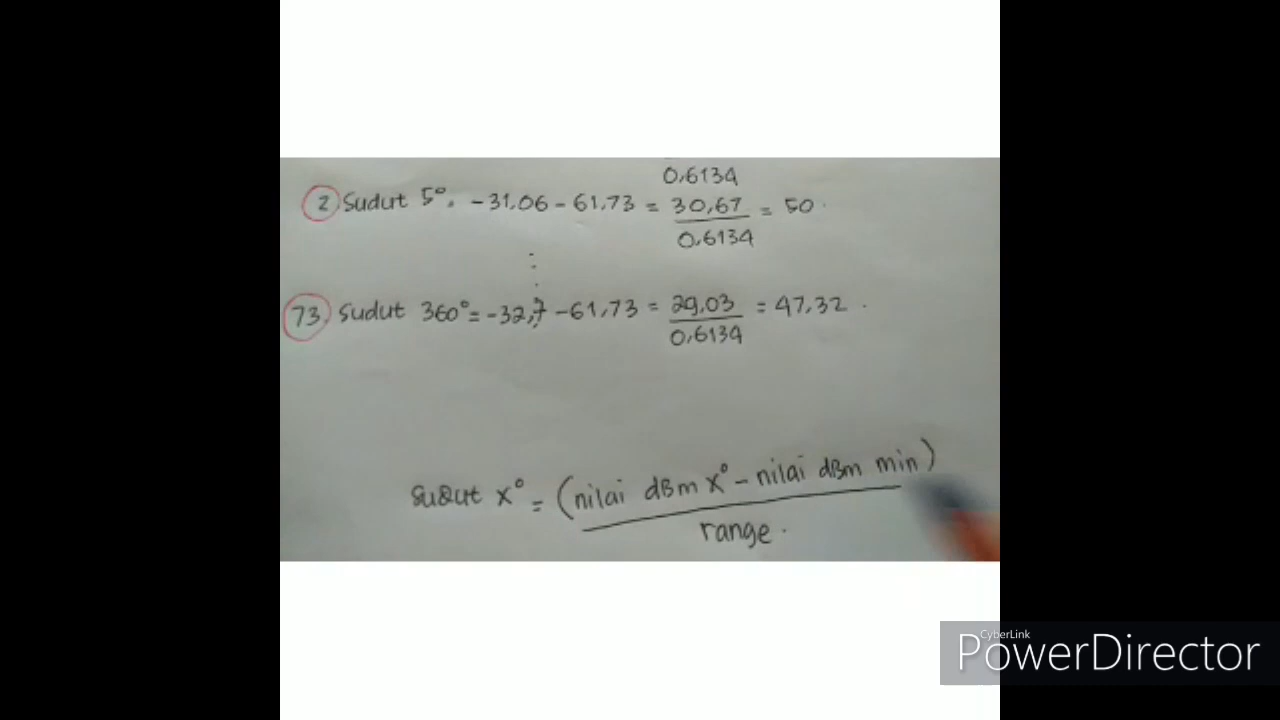 0,6134
2 Sudut 5°. -31,06 - 61,73 = 30,67 = 50.
0,6134
73. Sudut 360° = -32,7 - 61,73 = 29,03 = 47,32.
0,6134
Sudut x° = (nilai dBm x° - nilai dBm min)
range.
CyberLink
PowerDirector